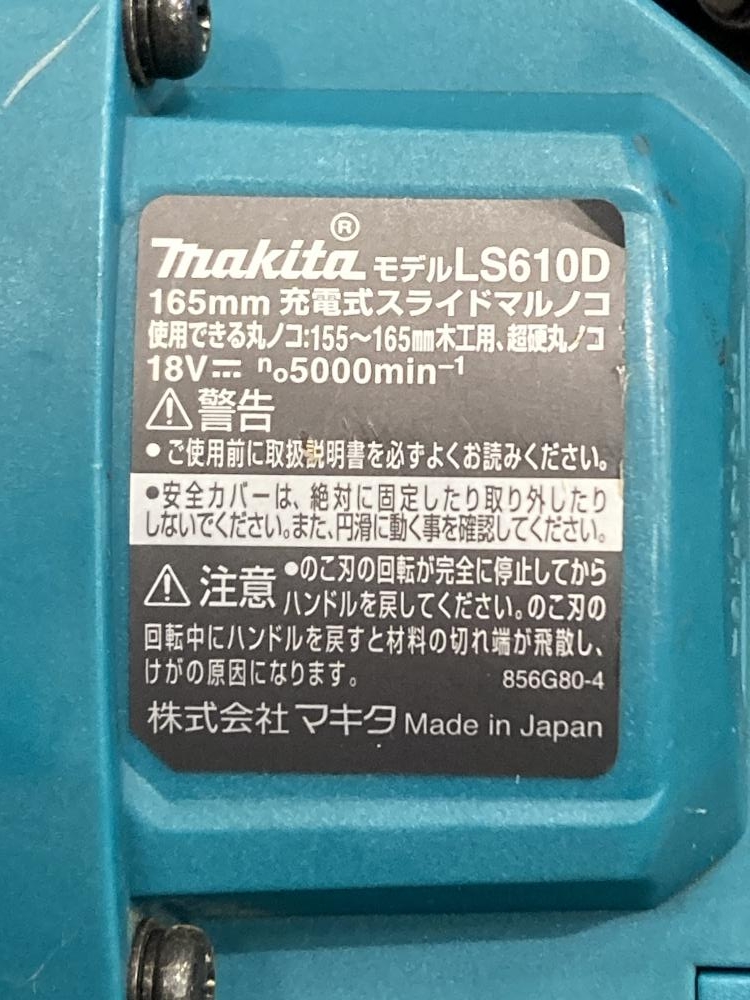 makita® モデルLS610D
165mm 充電式スライドマルノコ
使用できる丸ノコ:155〜165mm木工用、超硬丸ノコ
18V⎓ n₀5000min⁻¹
⚠警告
●ご使用前に取扱説明書を必ずよくお読みください。
●安全カバーは、絶対に固定したり取り外したり
しないでください。また、円滑に動く事を確認してください。
⚠注意 ●のこ刃の回転が完全に停止してから
ハンドルを戻してください。のこ刃の
回転中にハンドルを戻すと材料の切れ端が飛散し、
けがの原因になります。 856G80-4
株式会社マキタ Made in Japan